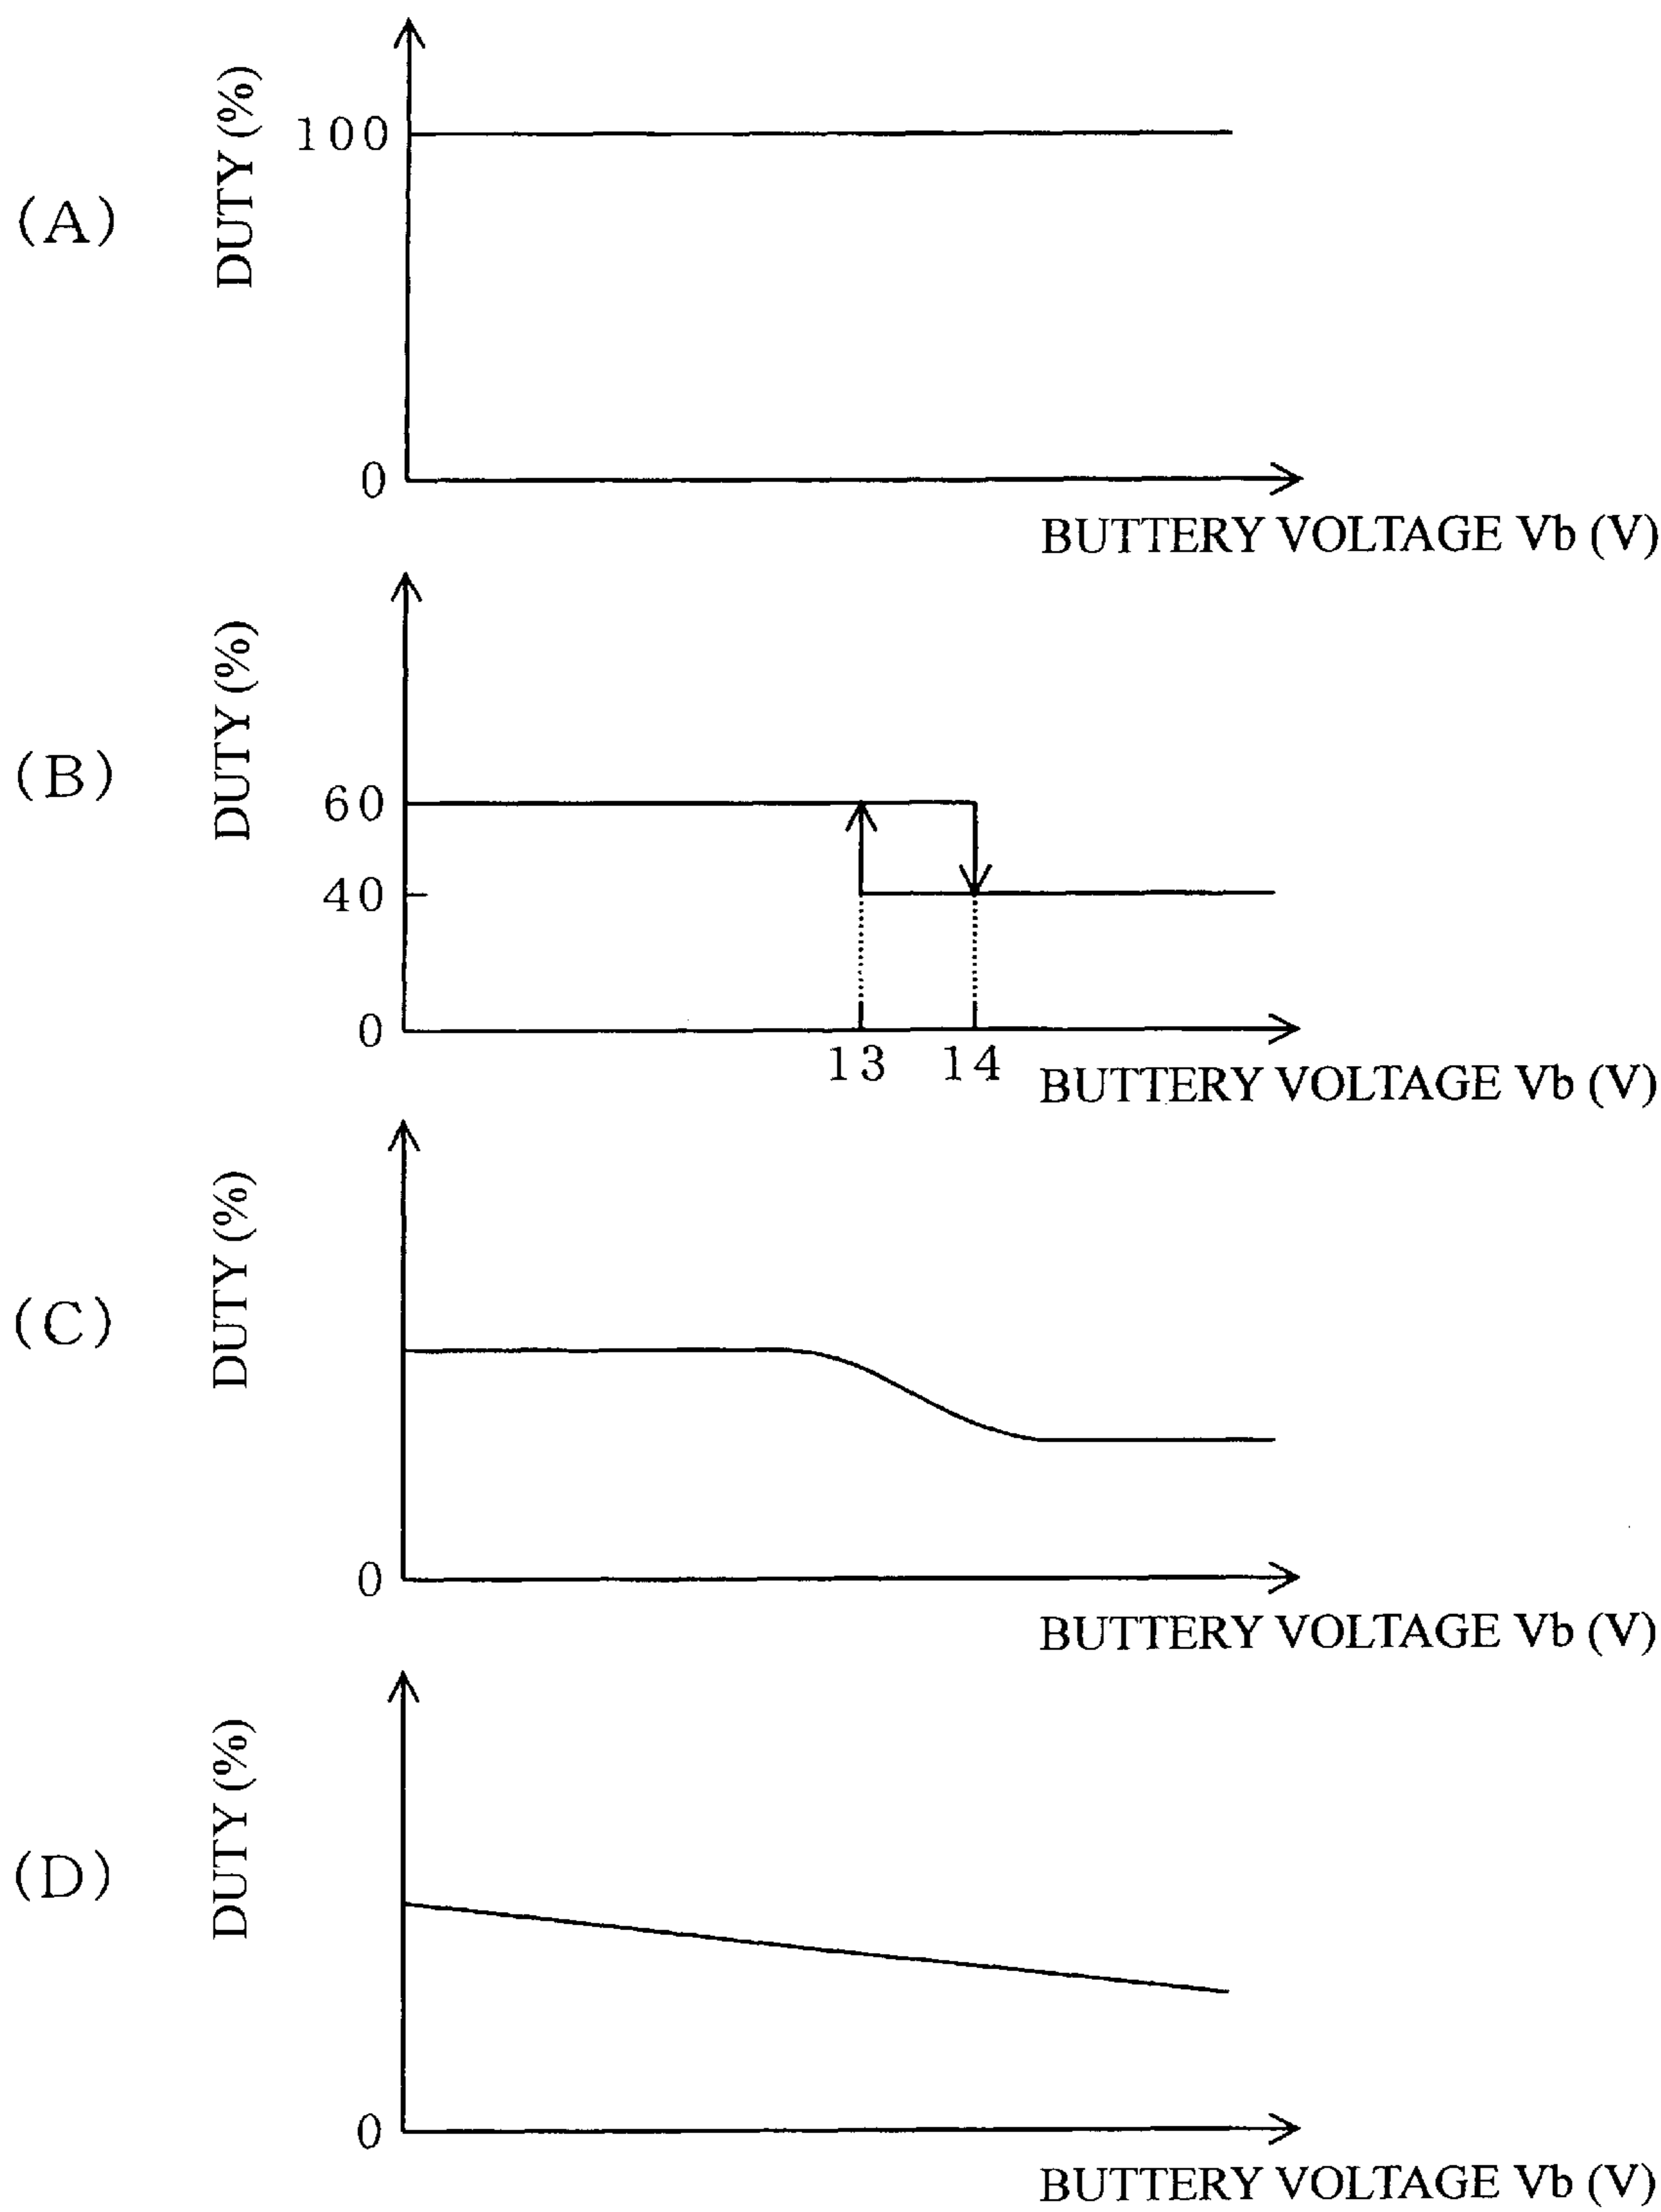 (A)
DUTY (%)
100
0
BUTTERY VOLTAGE Vb (V)
(B)
DUTY (%)
60
40
0
13 14
BUTTERY VOLTAGE Vb (V)
(C)
DUTY (%)
0
BUTTERY VOLTAGE Vb (V)
(D)
DUTY (%)
0
BUTTERY VOLTAGE Vb (V)